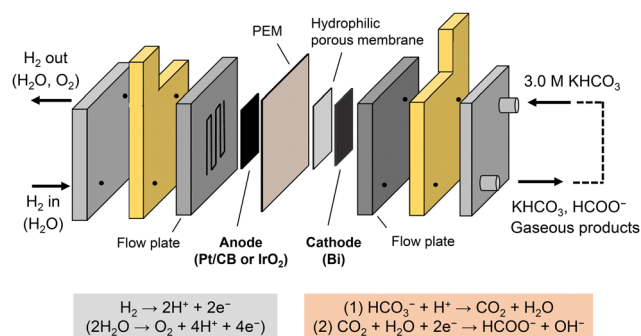 H₂ out
(H₂O, O₂)
H₂ in
(H₂O)
PEM
Hydrophilic
porous membrane
3.0 M KHCO₃
KHCO₃, HCOO⁻
Gaseous products
Flow plate
Anode
(Pt/CB or IrO₂)
Cathode
(Bi)
Flow plate
H₂ → 2H⁺ + 2e⁻
(2H₂O → O₂ + 4H⁺ + 4e⁻)
(1) HCO₃⁻ + H⁺ → CO₂ + H₂O
(2) CO₂ + H₂O + 2e⁻ → HCOO⁻ + OH⁻